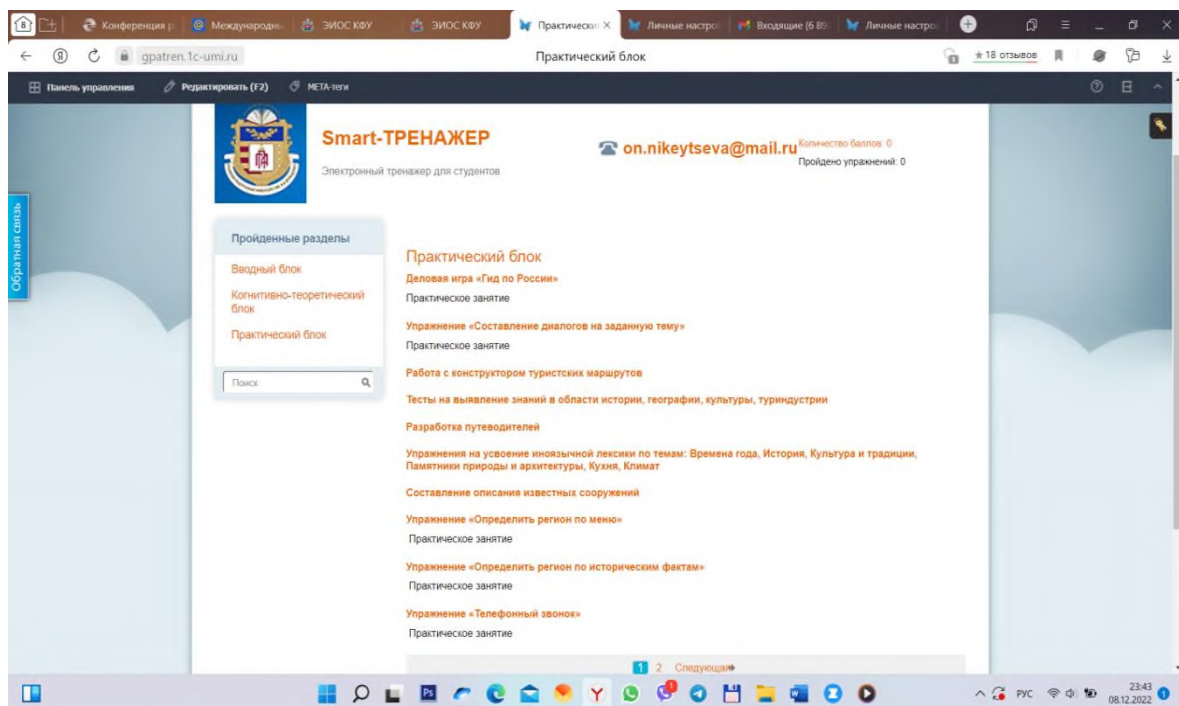 8
Конференция р
Международн
ЭИОС КФУ
ЭИОС КФУ
Практически
Личные настро
Входящие (6 89
Личные настро
Я
gpatren.1c-umi.ru
Практический блок
★ 18 отзывов
Панель управления
Редактировать (F2)
META-теги
Обратная связь
Smart-ТРЕНАЖЕР
Электронный тренажер для студентов
on.nikeytseva@mail.ru
Количество баллов: 0
Пройдено упражнений: 0
Пройденные разделы
Вводный блок
Когнитивно-теоретический
блок
Практический блок
Поиск
Практический блок
Деловая игра «Гид по России»
Практическое занятие
Упражнение «Составление диалогов на заданную тему»
Практическое занятие
Работа с конструктором туристских маршрутов
Тесты на выявление знаний в области истории, географии, культуры, туриндустрии
Разработка путеводителей
Упражнения на усвоение иноязычной лексики по темам: Времена года, История, Культура и традиции,
Памятники природы и архитектуры, Кухня, Климат
Составление описания известных сооружений
Упражнение «Определить регион по меню»
Практическое занятие
Упражнение «Определить регион по историческим фактам»
Практическое занятие
Упражнение «Телефонный звонок»
Практическое занятие
1 2 Следующая
Ps
Y
РУС
23:43
08.12.2022
1